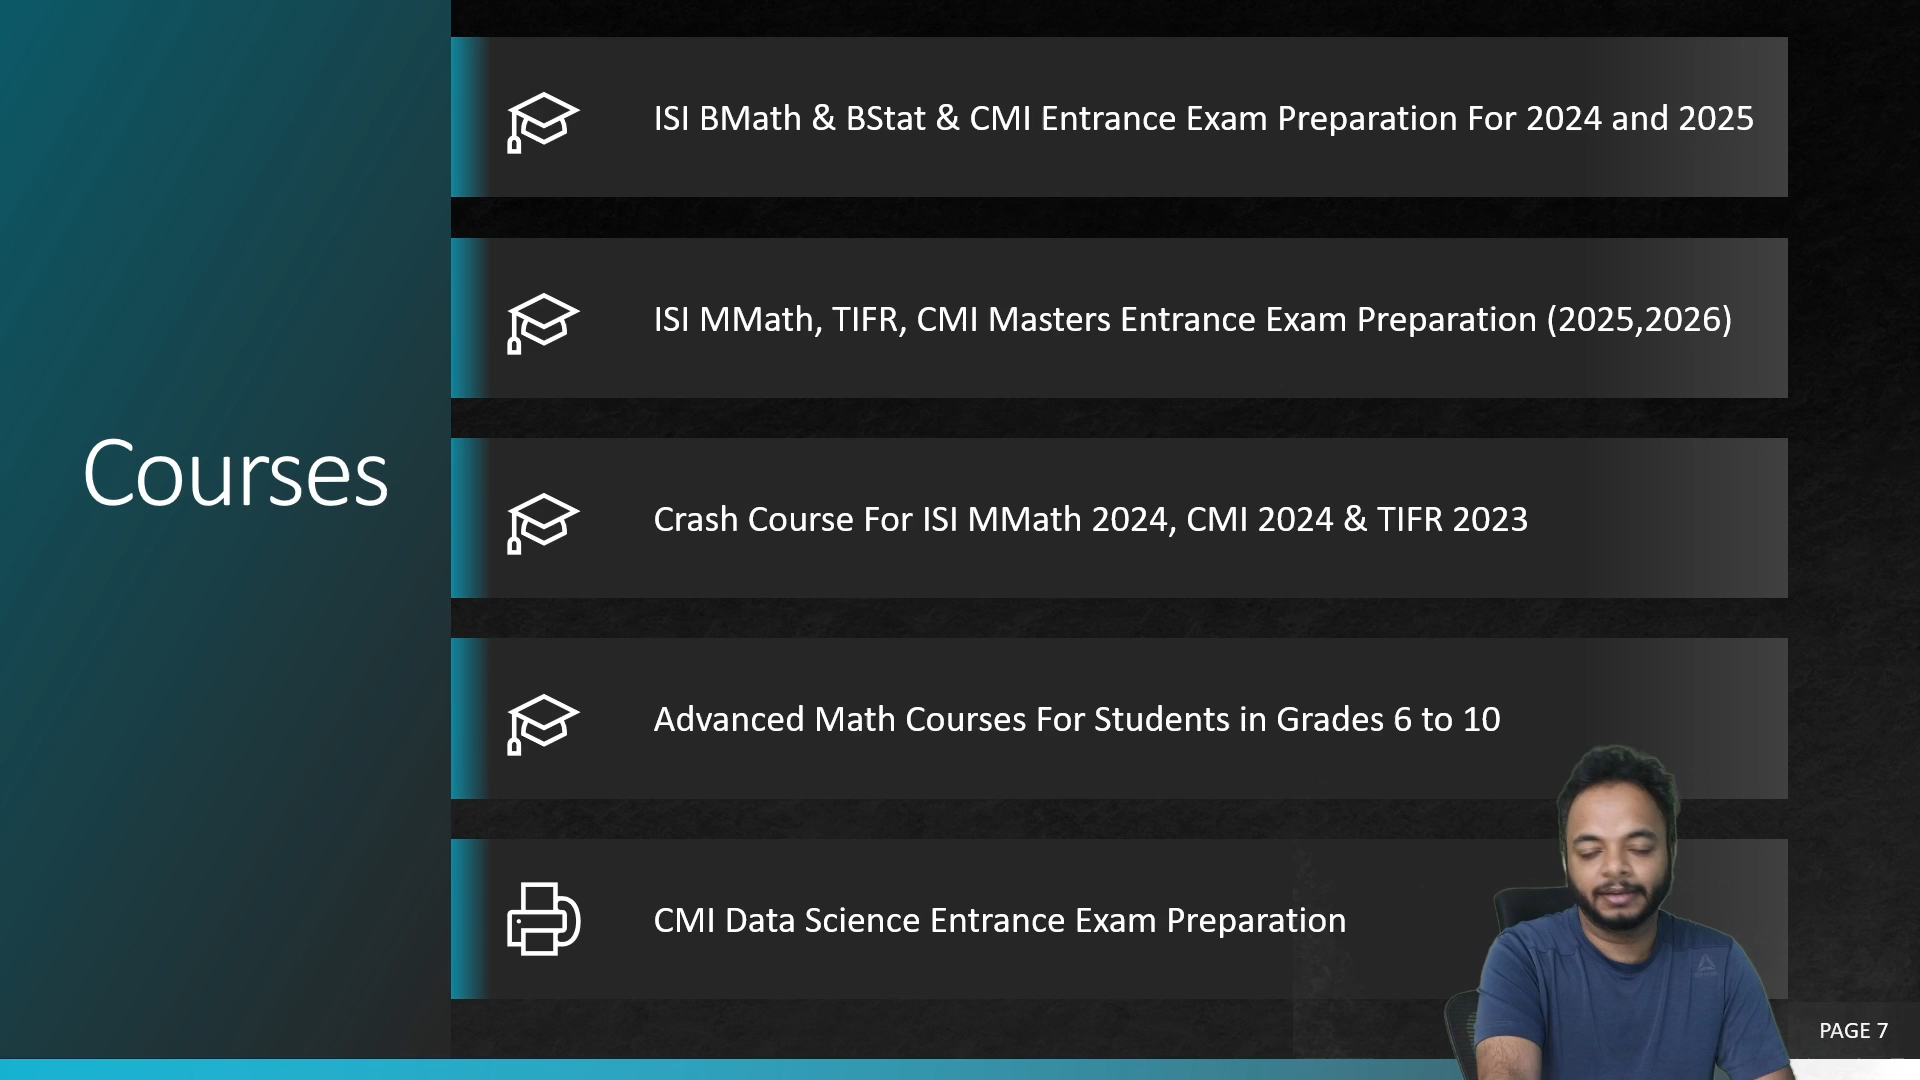 Courses
ISI BMath & BStat & CMI Entrance Exam Preparation For 2024 and 2025
ISI MMath, TIFR, CMI Masters Entrance Exam Preparation (2025,2026)
Crash Course For ISI MMath 2024, CMI 2024 & TIFR 2023
Advanced Math Courses For Students in Grades 6 to 10
CMI Data Science Entrance Exam Preparation
PAGE 7